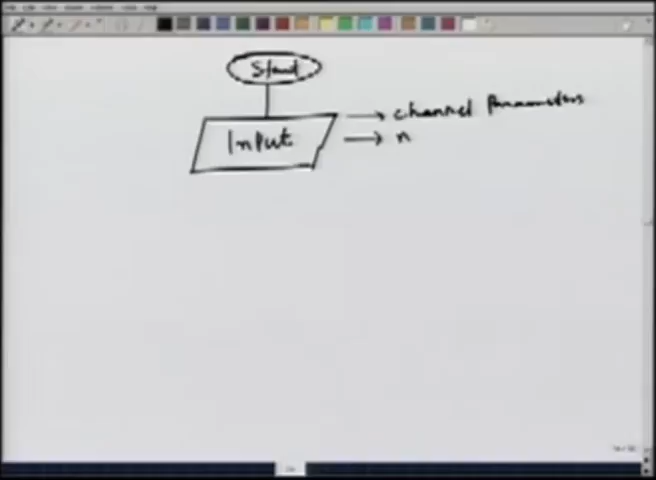 Start
Input → channel Parameters
→ n